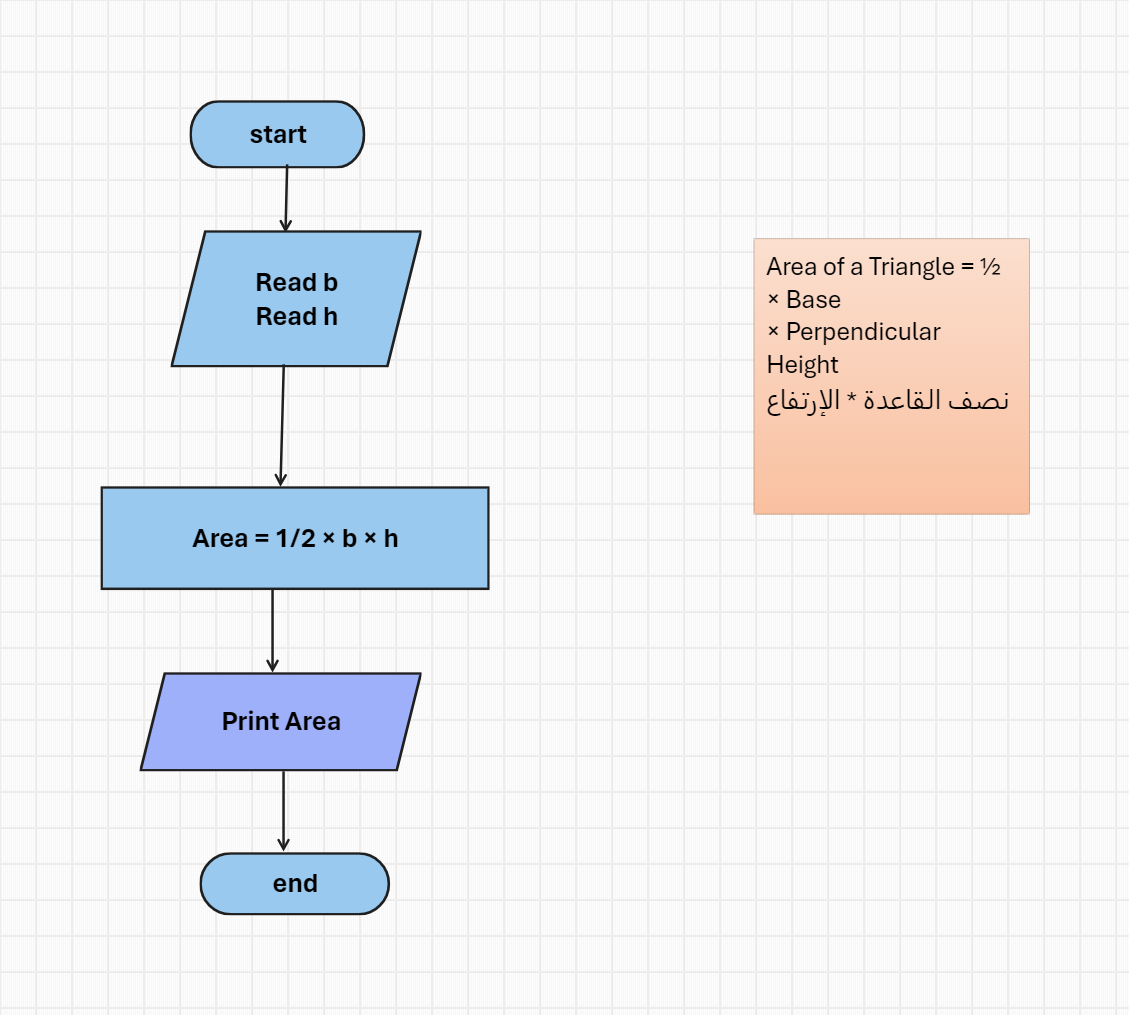 start
Read b
Read h
Area = 1/2 × b × h
Print Area
end
Area of a Triangle = ½
× Base
× Perpendicular
Height
نصف القاعدة * الإرتفاع